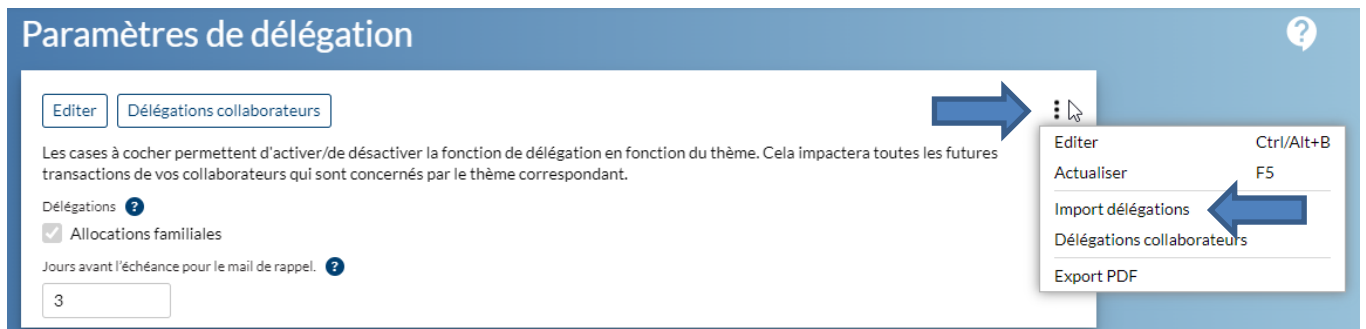 Paramètres de délégation
Editer
Délégations collaborateurs
Les cases à cocher permettent d'activer/de désactiver la fonction de délégation en fonction du thème. Cela impactera toutes les futures
transactions de vos collaborateurs qui sont concernés par le thème correspondant.
Délégations ?
Allocations familiales
Jours avant l'échéance pour le mail de rappel. ?
3
Editer Ctrl/Alt+B
Actualiser F5
Import délégations
Délégations collaborateurs
Export PDF